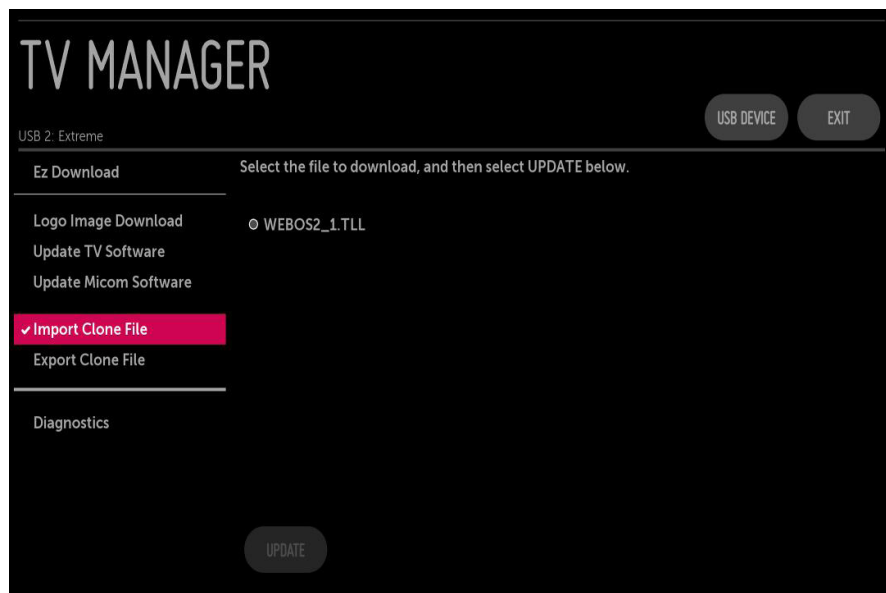 TV MANAGER
USB DEVICE
EXIT
USB 2: Extreme
Ez Download
Select the file to download, and then select UPDATE below.
Logo Image Download
WEBOS2_1.TLL
Update TV Software
Update Micom Software
Import Clone File
Export Clone File
Diagnostics
UPDATE